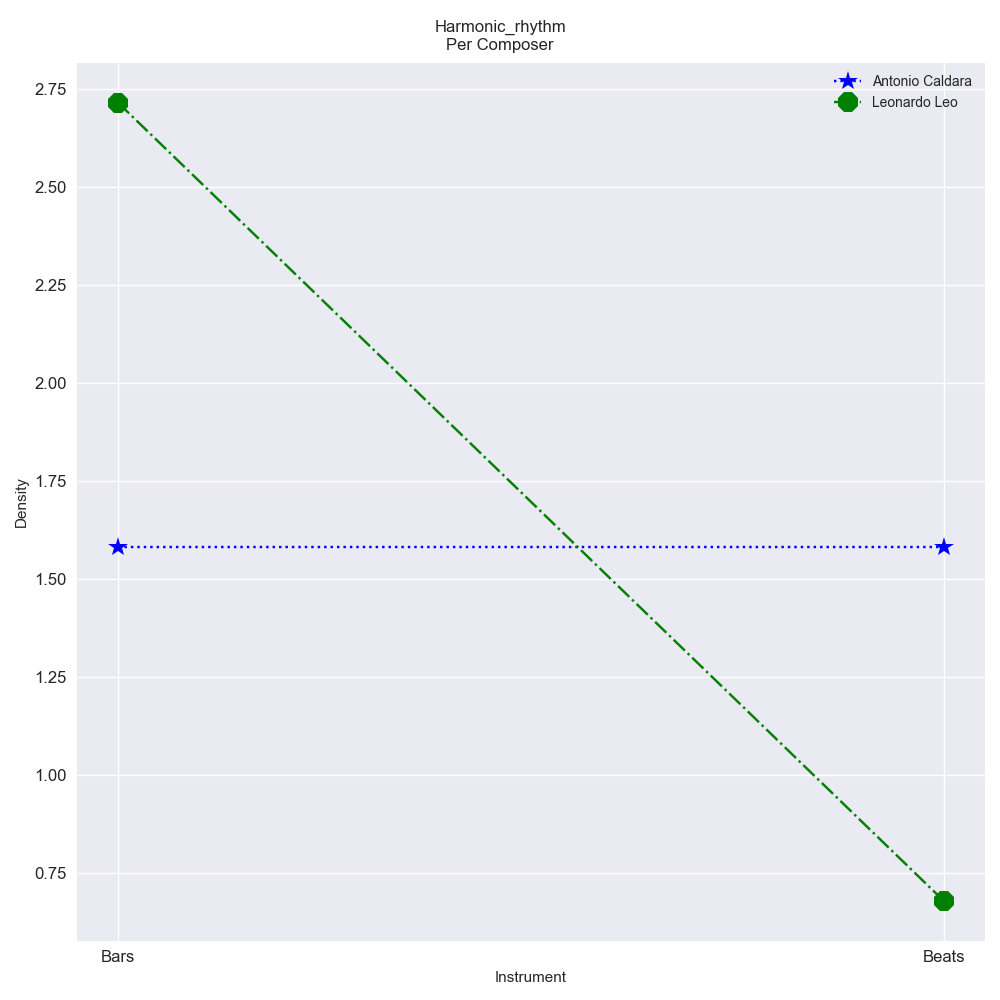 Harmonic_rhythm
Per Composer
Antonio Caldara
Leonardo Leo
2.75
2.50
2.25
2.00
1.75
1.50
1.25
1.00
0.75
Density
Bars
Beats
Instrument